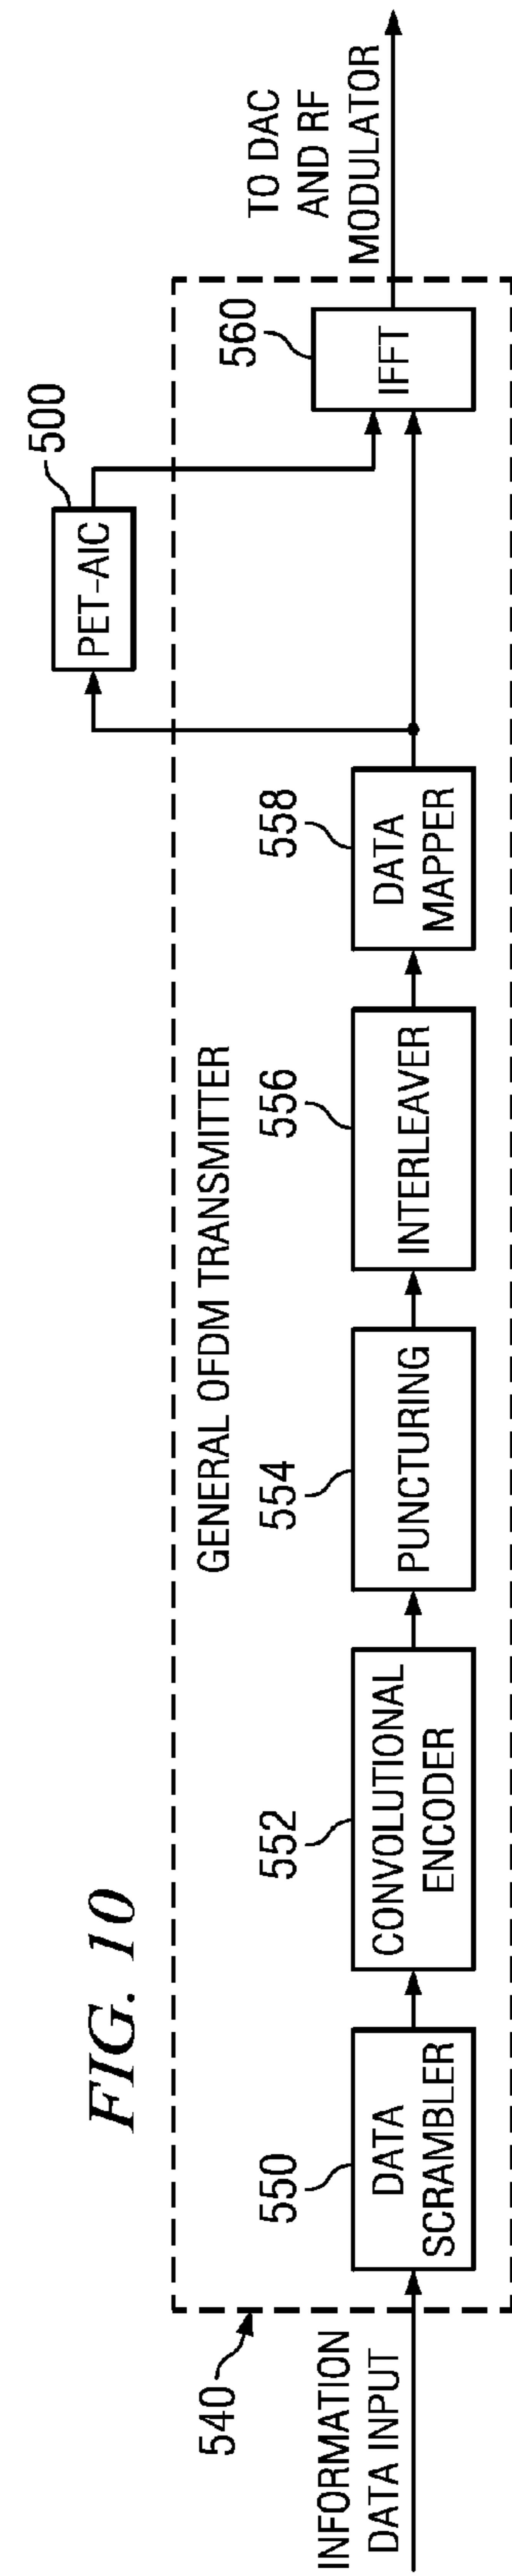 FIG. 10
500
PET-AIC
540
GENERAL OFDM TRANSMITTER
INFORMATION
DATA INPUT
550
DATA
SCRAMBLER
552
CONVOLUTIONAL
ENCODER
554
PUNCTURING
556
INTERLEAVER
558
DATA
MAPPER
560
IFFT
TO DAC
AND RF
MODULATOR